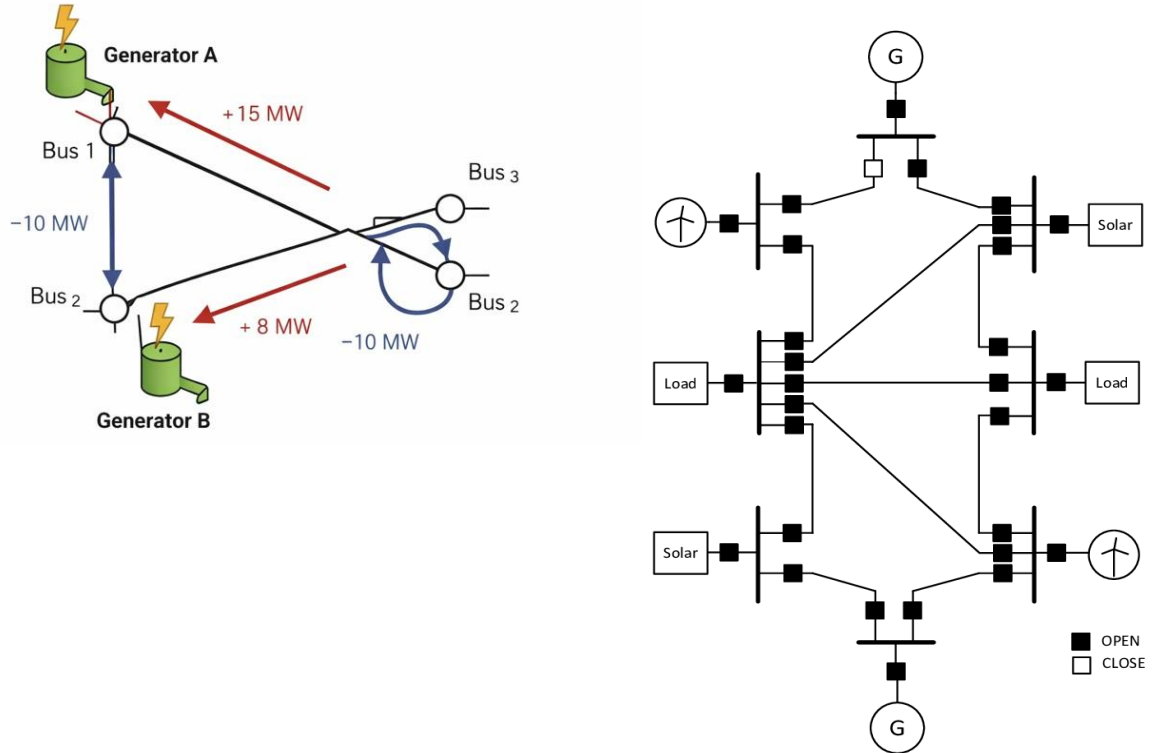 Generator A
+15 MW
Bus 1
Bus 3
−10 MW
Bus 2
Bus 2
+ 8 MW
−10 MW
Generator B
G
Solar
Load
Load
Solar
G
OPEN
CLOSE